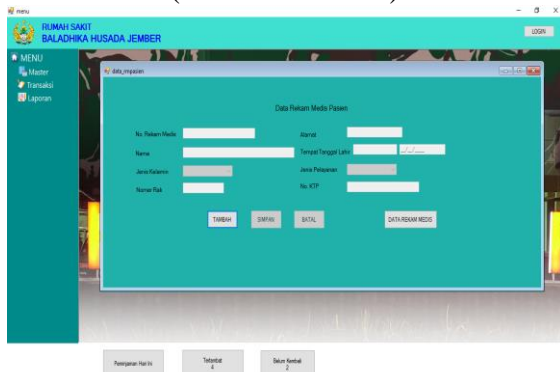 menu
RUMAH SAKIT
BALADHIKA HUSADA JEMBER
LOGIN
MENU
Master
Transaksi
Laporan
data_rmpasien
Data Rekam Medis Pasien
No. Rekam Medis
Alamat
Nama
Tempat Tanggal Lahir
_/_/__
Jenis Kelamin
Jenis Pelayanan
Nomor Rak
No. KTP
TAMBAH
SIMPAN
BATAL
DATA REKAM MEDIS
Peminjaman Hari Ini
Terlambat
4
Belum Kembali
2